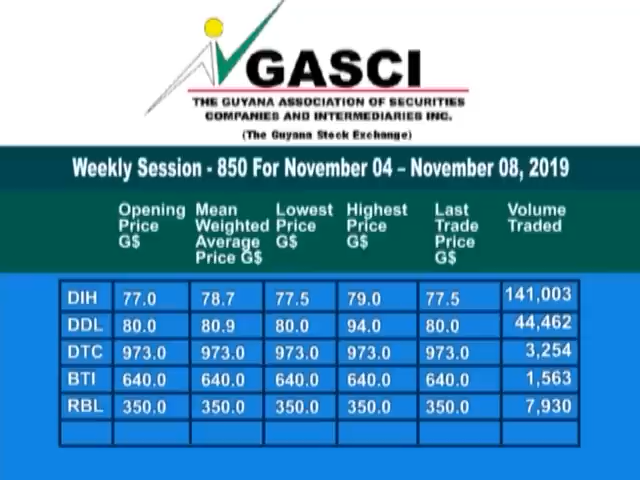 GASCI
THE GUYANA ASSOCIATION OF SECURITIES
COMPANIES AND INTERMEDIARIES INC.
(The Guyana Stock Exchange)
Weekly Session - 850 For November 04 – November 08, 2019
Opening Price G$ Mean Weighted Average Price G$ Lowest Price G$ Highest Price G$ Last Trade Price G$ Volume Traded
DIH 77.0 78.7 77.5 79.0 77.5 141,003
DDL 80.0 80.9 80.0 94.0 80.0 44,462
DTC 973.0 973.0 973.0 973.0 973.0 3,254
BTI 640.0 640.0 640.0 640.0 640.0 1,563
RBL 350.0 350.0 350.0 350.0 350.0 7,930